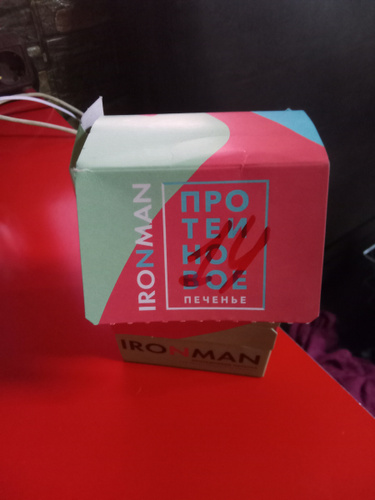 IRONMAN
ПРО
ТЕИ
НО
ВОЕ
ПЕЧЕНЬЕ
IRONMAN